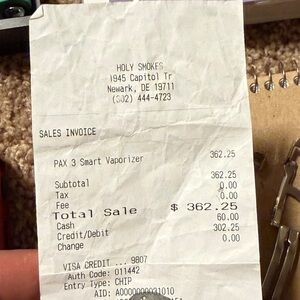 HOLY SMOKES
1945 Capitol Tr
Newark, DE 19711
(302) 444-4723
SALES INVOICE
PAX 3 Smart Vaporizer 362.25
Subtotal 362.25
Tax 0.00
Fee 0.00
Total Sale $ 362.25
Cash 60.00
Credit/Debit 302.25
Change 0.00
VISA CREDIT ... 9807
Auth Code: 011442
Entry Type: CHIP
AID: A0000000031010